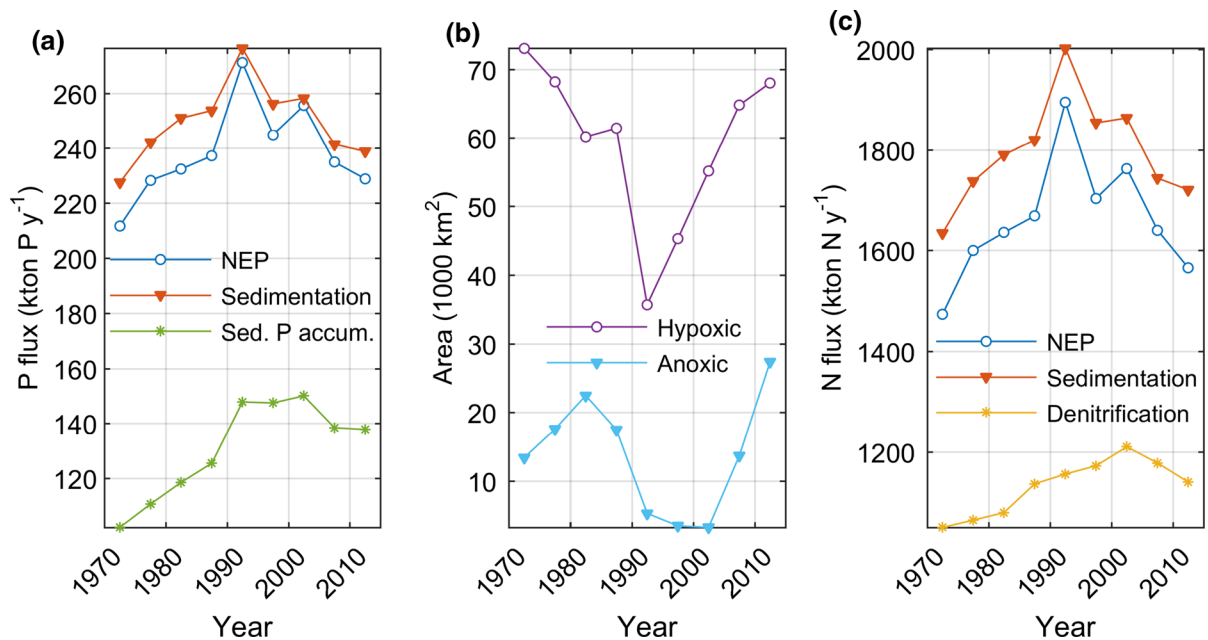 (a)
P flux (kton P y⁻¹)
260
240
220
200
180
160
140
120
NEP
Sedimentation
Sed. P accum.
1970
1980
1990
2000
2010
Year
(b)
Area (1000 km²)
70
60
50
40
30
20
10
Hypoxic
Anoxic
1970
1980
1990
2000
2010
Year
(c)
N flux (kton N y⁻¹)
2000
1800
1600
1400
1200
NEP
Sedimentation
Denitrification
1970
1980
1990
2000
2010
Year